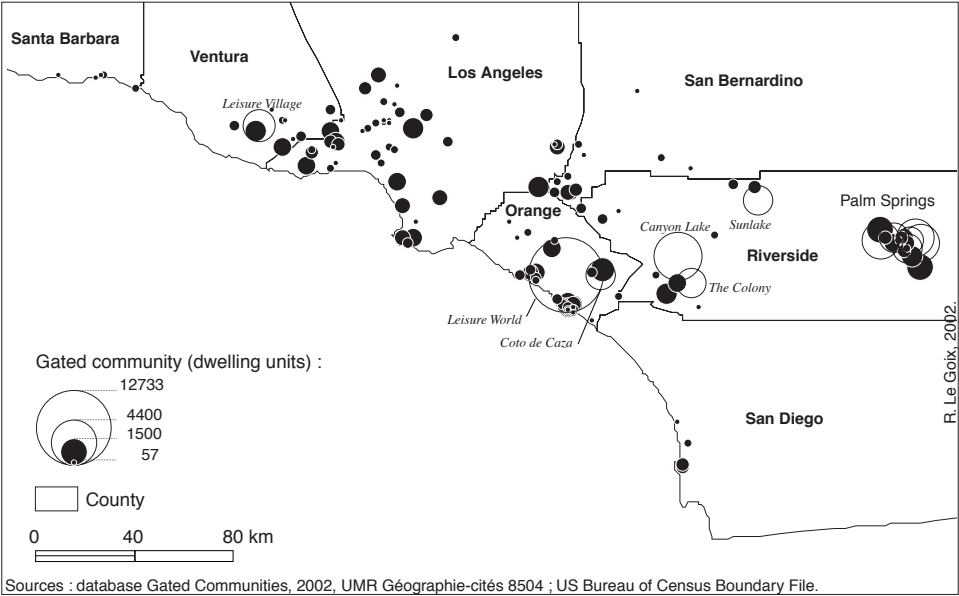 Santa Barbara
Ventura
Los Angeles
San Bernardino
Leisure Village
Orange
Palm Springs
Canyon Lake
Sunlake
Riverside
The Colony
Leisure World
Coto de Caza
San Diego
R. Le Goix, 2002.
Gated community (dwelling units) :
12733
4400
1500
57
County
0 40 80 km
Sources : database Gated Communities, 2002, UMR Géographie-cités 8504 ; US Bureau of Census Boundary File.